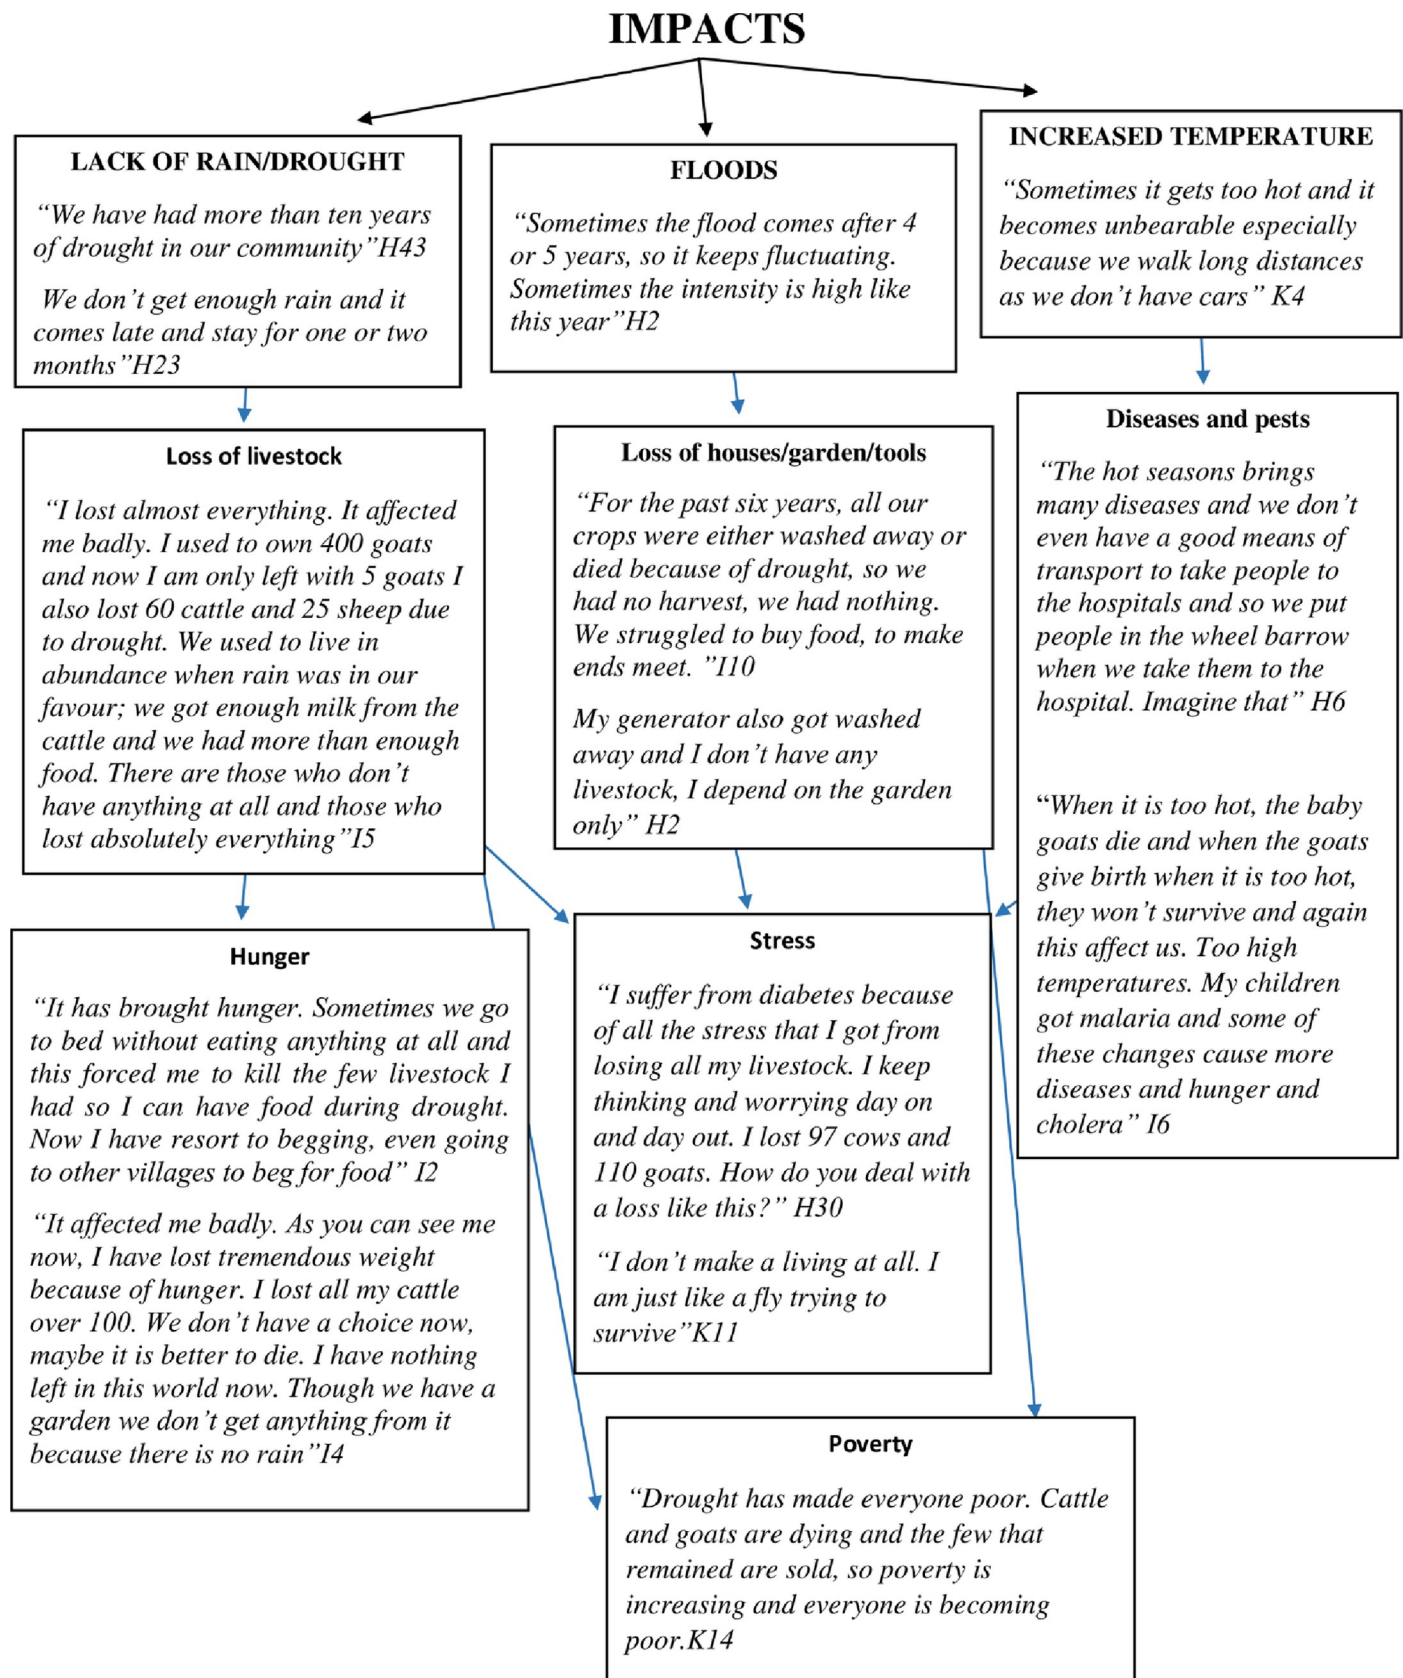 IMPACTS
LACK OF RAIN/DROUGHT
“We have had more than ten years
of drought in our community”H43
We don’t get enough rain and it
comes late and stay for one or two
months”H23
FLOODS
“Sometimes the flood comes after 4
or 5 years, so it keeps fluctuating.
Sometimes the intensity is high like
this year”H2
INCREASED TEMPERATURE
“Sometimes it gets too hot and it
becomes unbearable especially
because we walk long distances
as we don’t have cars” K4
Loss of livestock
“I lost almost everything. It affected
me badly. I used to own 400 goats
and now I am only left with 5 goats I
also lost 60 cattle and 25 sheep due
to drought. We used to live in
abundance when rain was in our
favour; we got enough milk from the
cattle and we had more than enough
food. There are those who don’t
have anything at all and those who
lost absolutely everything”I5
Loss of houses/garden/tools
“For the past six years, all our
crops were either washed away or
died because of drought, so we
had no harvest, we had nothing.
We struggled to buy food, to make
ends meet. ”I10
My generator also got washed
away and I don’t have any
livestock, I depend on the garden
only” H2
Diseases and pests
“The hot seasons brings
many diseases and we don’t
even have a good means of
transport to take people to
the hospitals and so we put
people in the wheel barrow
when we take them to the
hospital. Imagine that” H6
“When it is too hot, the baby
goats die and when the goats
give birth when it is too hot,
they won’t survive and again
this affect us. Too high
temperatures. My children
got malaria and some of
these changes cause more
diseases and hunger and
cholera” I6
Hunger
“It has brought hunger. Sometimes we go
to bed without eating anything at all and
this forced me to kill the few livestock I
had so I can have food during drought.
Now I have resort to begging, even going
to other villages to beg for food” I2
“It affected me badly. As you can see me
now, I have lost tremendous weight
because of hunger. I lost all my cattle
over 100. We don’t have a choice now,
maybe it is better to die. I have nothing
left in this world now. Though we have a
garden we don’t get anything from it
because there is no rain”I4
Stress
“I suffer from diabetes because
of all the stress that I got from
losing all my livestock. I keep
thinking and worrying day on
and day out. I lost 97 cows and
110 goats. How do you deal with
a loss like this?” H30
“I don’t make a living at all. I
am just like a fly trying to
survive”K11
Poverty
“Drought has made everyone poor. Cattle
and goats are dying and the few that
remained are sold, so poverty is
increasing and everyone is becoming
poor.K14